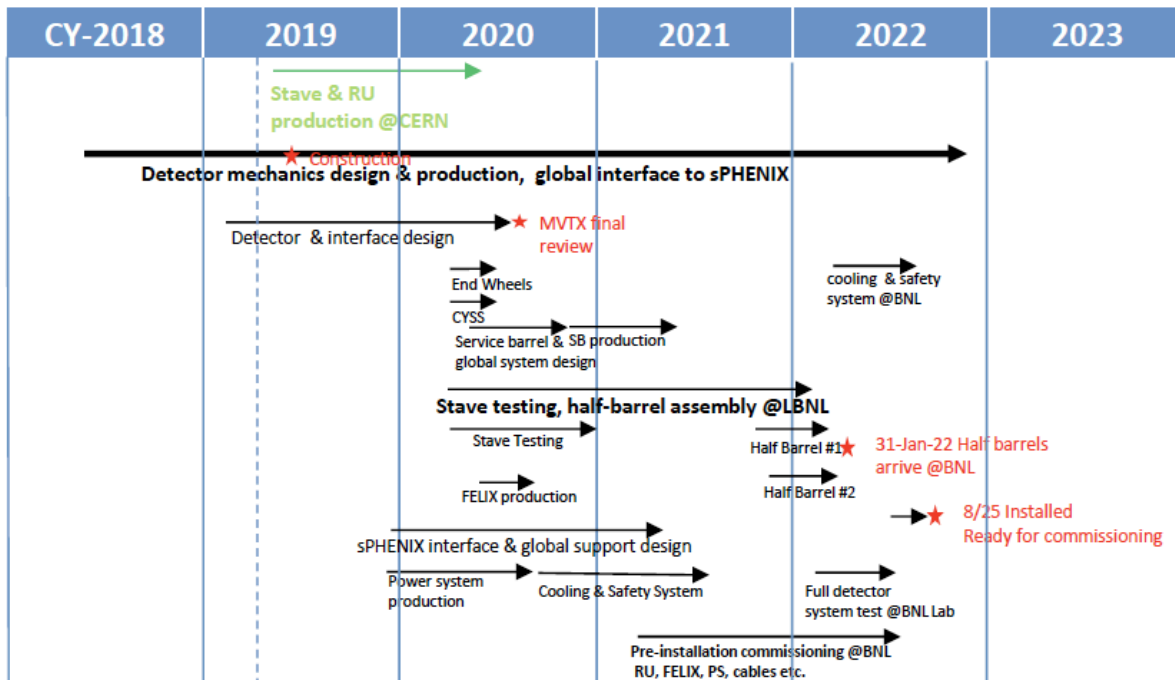 CY-2018 2019 2020 2021 2022 2023
Stave & RU
production @CERN
Construction
Detector mechanics design & production, global interface to sPHENIX
Detector & interface design
MVTX final
review
End Wheels
cooling & safety
system @BNL
CYSS
Service barrel &
global system design
SB production
Stave testing, half-barrel assembly @LBNL
Stave Testing
Half Barrel #1
31-Jan-22 Half barrels
arrive @BNL
FELIX production
Half Barrel #2
8/25 Installed
Ready for commissioning
sPHENIX interface & global support design
Power system
production
Cooling & Safety System
Full detector
system test @BNL Lab
Pre-installation commissioning @BNL
RU, FELIX, PS, cables etc.